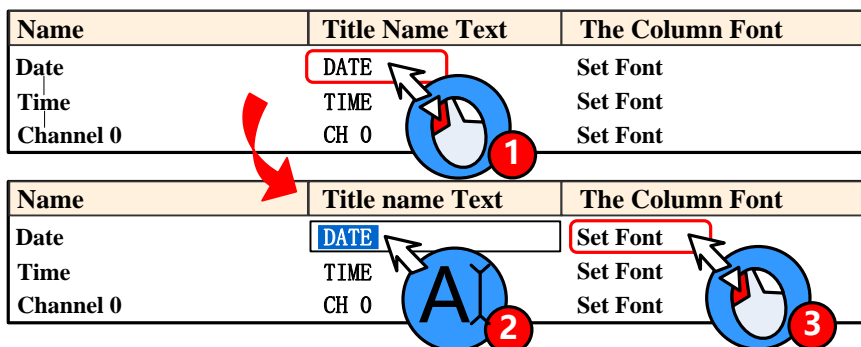 Name Title Name Text The Column Font
Date DATE Set Font
Time TIME Set Font
Channel 0 CH 0 Set Font
1
Name Title name Text The Column Font
Date DATE Set Font
Time TIME Set Font
Channel 0 CH 0 Set Font
A 2 3